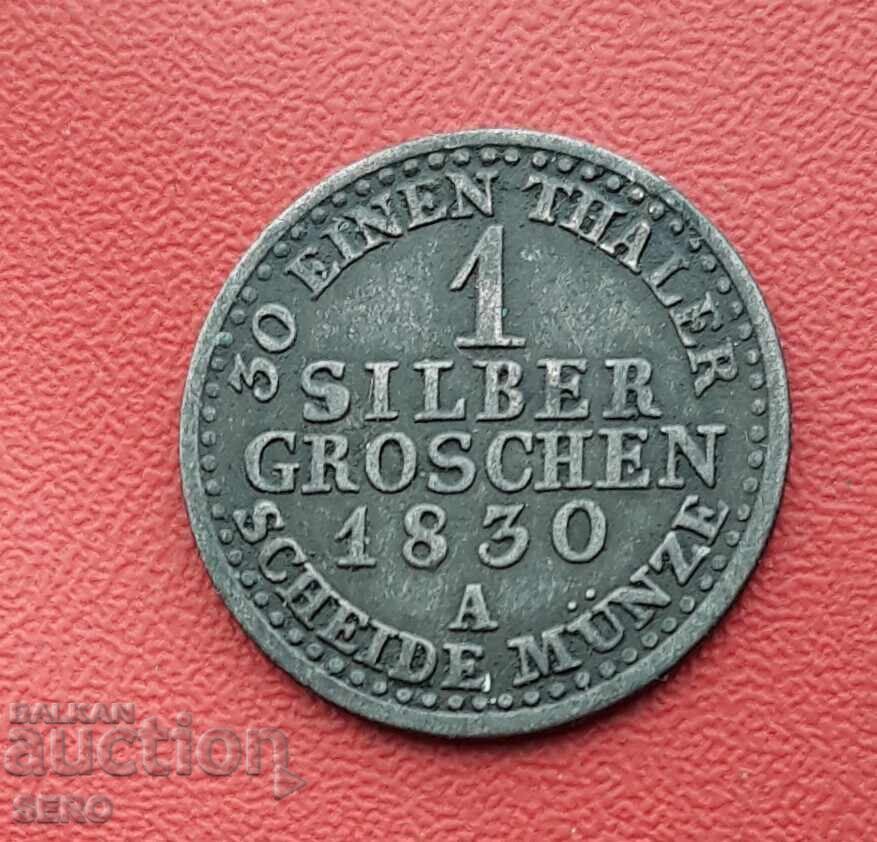 30 EINEN THALER
1
SILBER
GROSCHEN
1830
A
SCHEIDE MÜNZE
BALKAN
auction
SERO